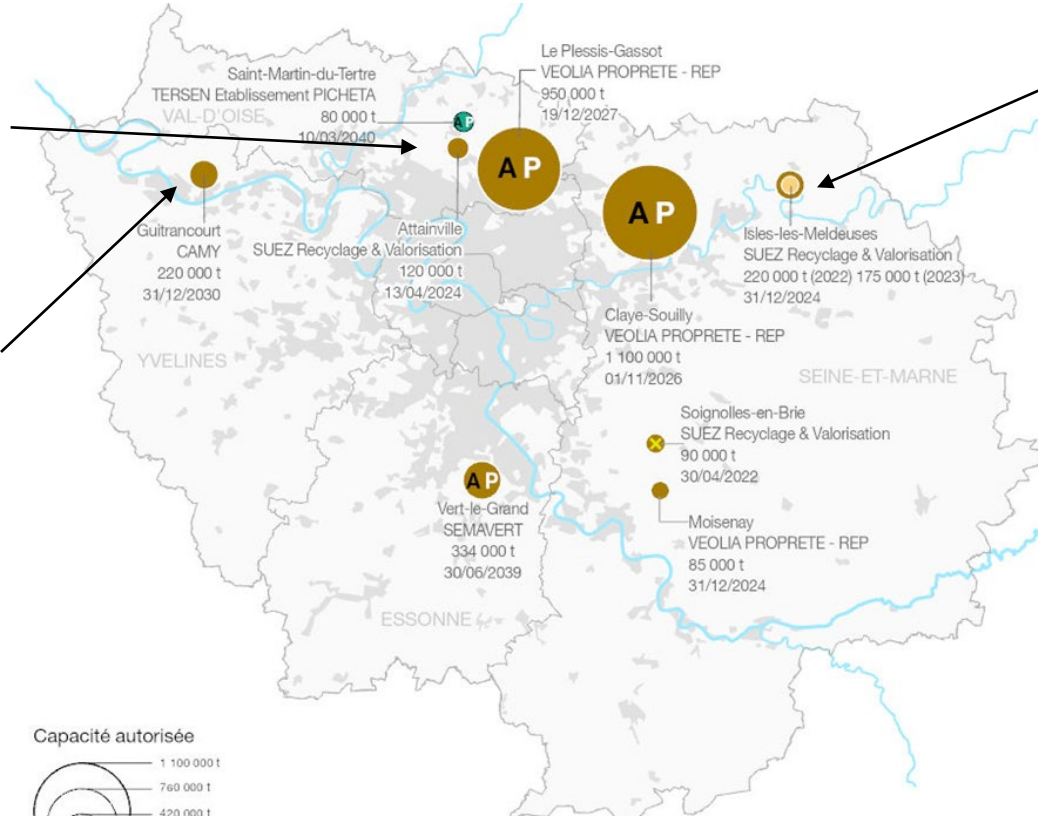 Le Plessis-Gassot
VEOLIA PROPRETE - REP
950 000 t
19/12/2027
Saint-Martin-du-Tertre
TERSEN Etablissement PICHETA
80 000 t
10/03/2040
VAL-D'OISE
AP
AP
AP
Guitrancourt
CAMY
220 000 t
31/12/2030
Attainville
SUEZ Recyclage & Valorisation
120 000 t
13/04/2024
Isles-les-Meldeuses
SUEZ Recyclage & Valorisation
220 000 t (2022) 175 000 t (2023)
31/12/2024
Claye-Souilly
VEOLIA PROPRETE - REP
1 100 000 t
01/11/2026
YVELINES
SEINE-ET-MARNE
Soignolles-en-Brie
SUEZ Recyclage & Valorisation
90 000 t
30/04/2022
AP
Vert-le-Grand
SEMAVERT
334 000 t
30/06/2039
Moisenay
VEOLIA PROPRETE - REP
85 000 t
31/12/2024
ESSONNE
Capacité autorisée
1 100 000 t
760 000 t
420 000 t